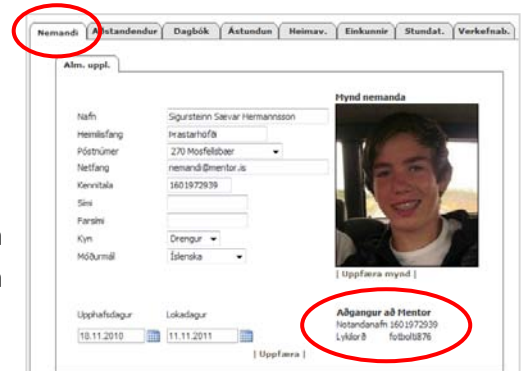 Nemandi Aðstandendur Dagbók Ástundun Heimav. Einkunnir Stundat. Verkefnab.
Alm. uppl.
Mynd nemanda
Nafn Sigursteinn Sævar Hermannsson
Heimilisfang Þrastarhöfði
Póstnúmer 270 Mosfellsbær
Netfang nemandi@mentor.is
Kennitala 1601972939
Sími
Farsími
Kyn Drengur
Móðurmál Íslenska
| Uppfæra mynd |
Upphafsdagur Lokadagur
18.11.2010 11.11.2011
| Uppfæra |
Aðgangur að Mentor
Notandanafn 1601972939
Lykilorð fotbolti876